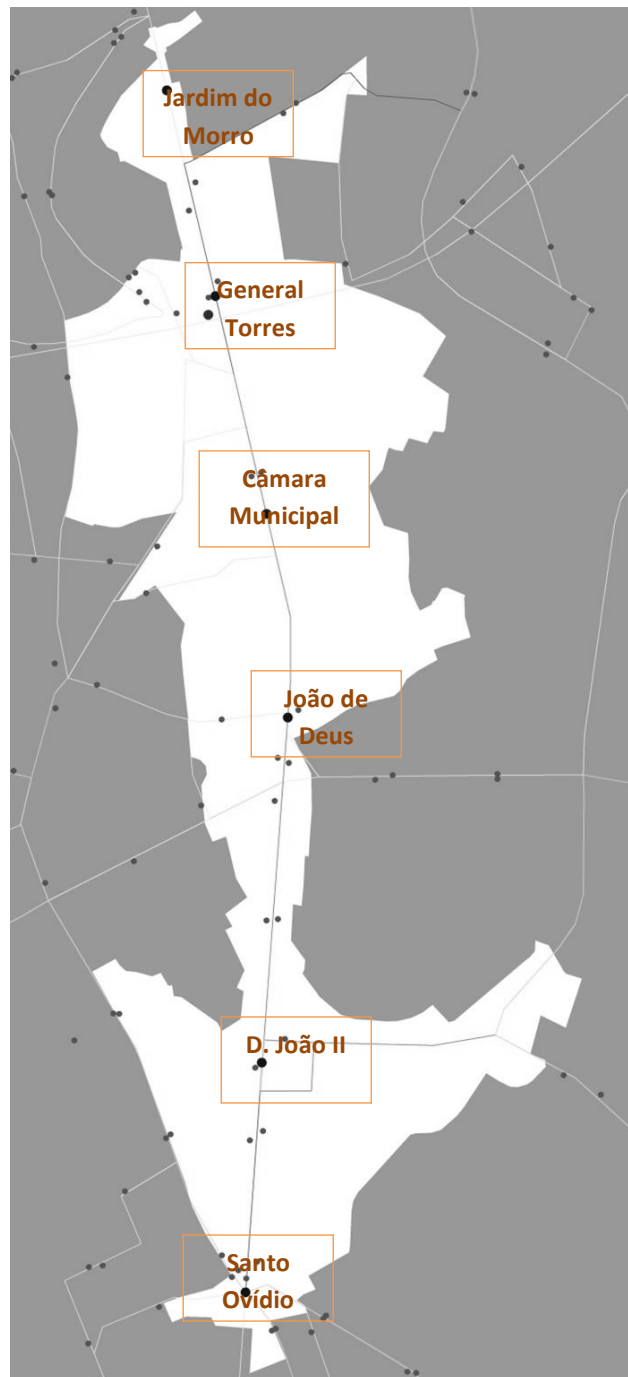 Jardim do
Morro
General
Torres
Câmara
Municipal
João de
Deus
D. João II
Santo
Ovídio